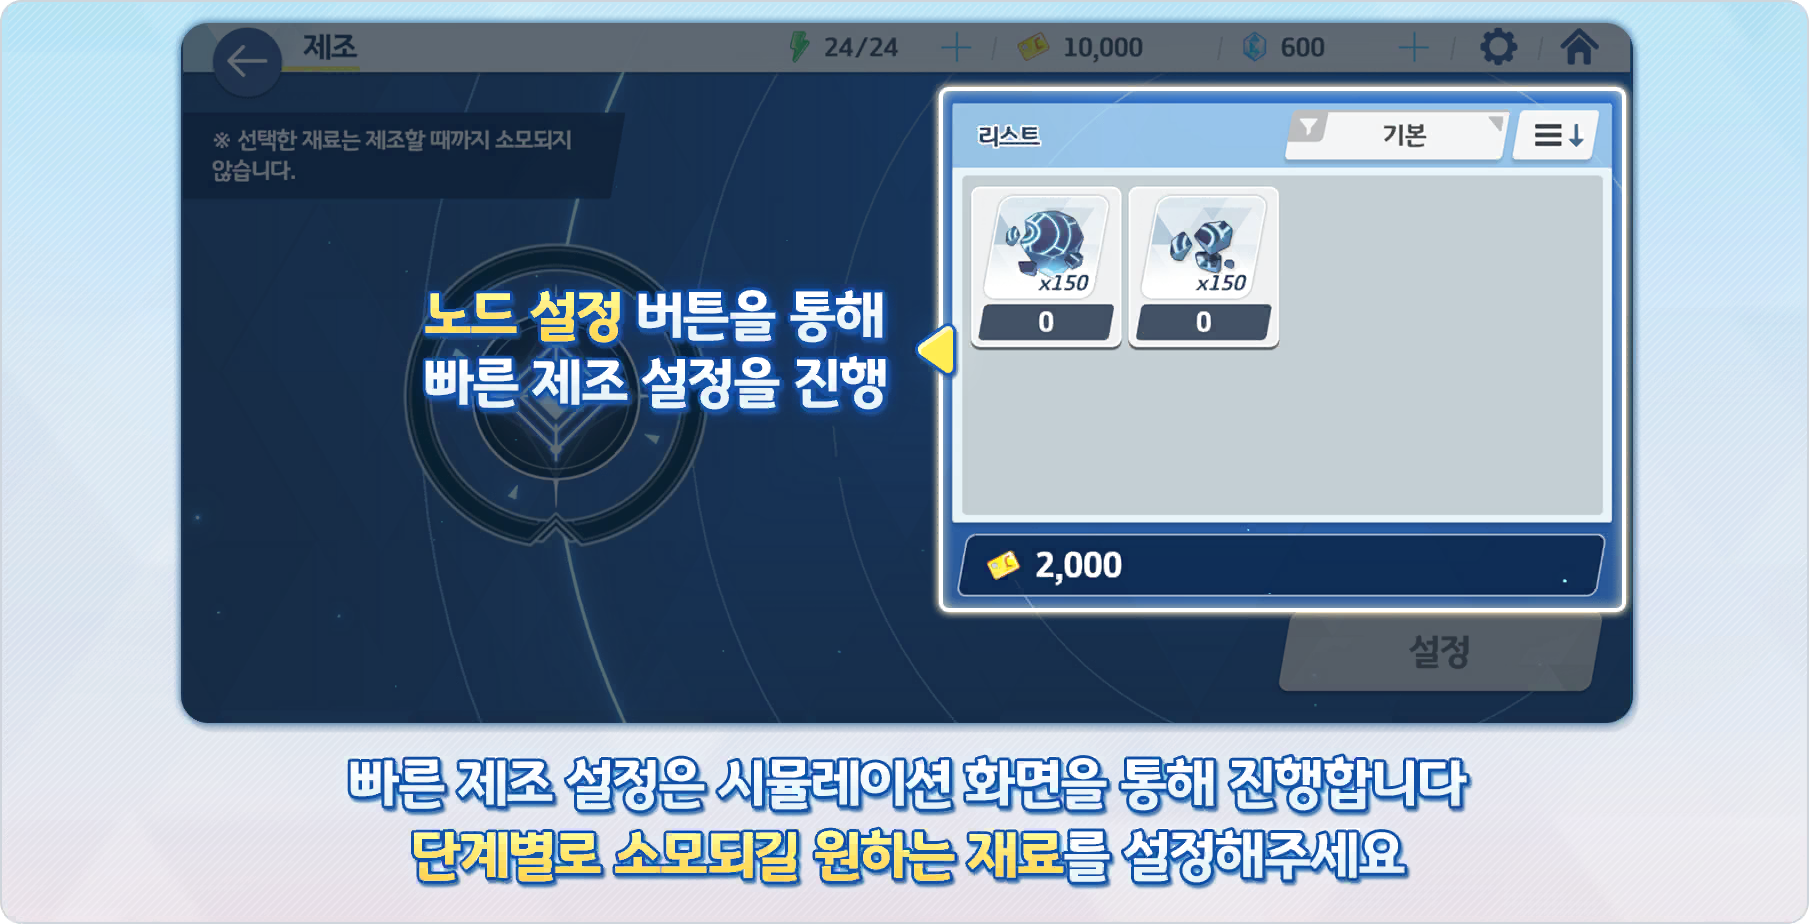 제조
24/24
10,000
600
※ 선택한 재료는 제조할 때까지 소모되지
않습니다.
리스트
기본
x150
x150
0
0
노드 설정 버튼을 통해
빠른 제조 설정을 진행
2,000
설정
빠른 제조 설정은 시뮬레이션 화면을 통해 진행합니다
단계별로 소모되길 원하는 재료를 설정해주세요